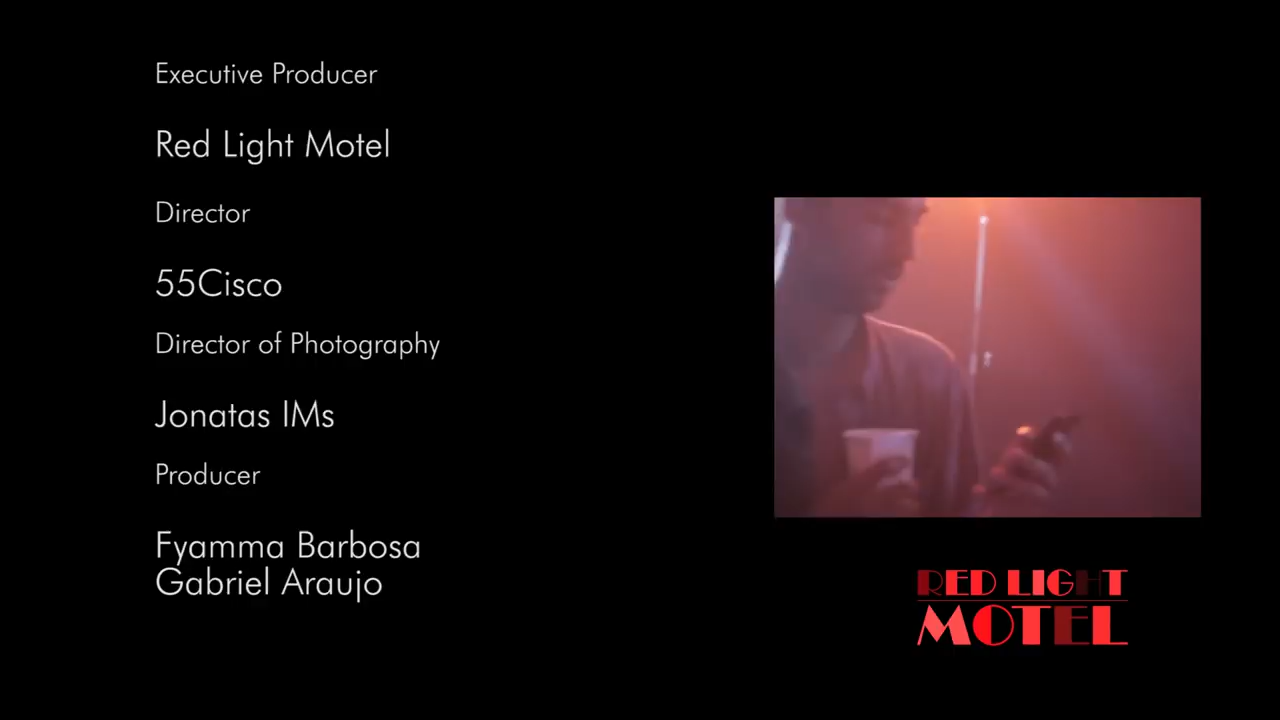 Executive Producer
Red Light Motel
Director
55Cisco
Director of Photography
Jonatas IMs
Producer
Fyamma Barbosa
Gabriel Araujo
RED LIGHT
MOTEL